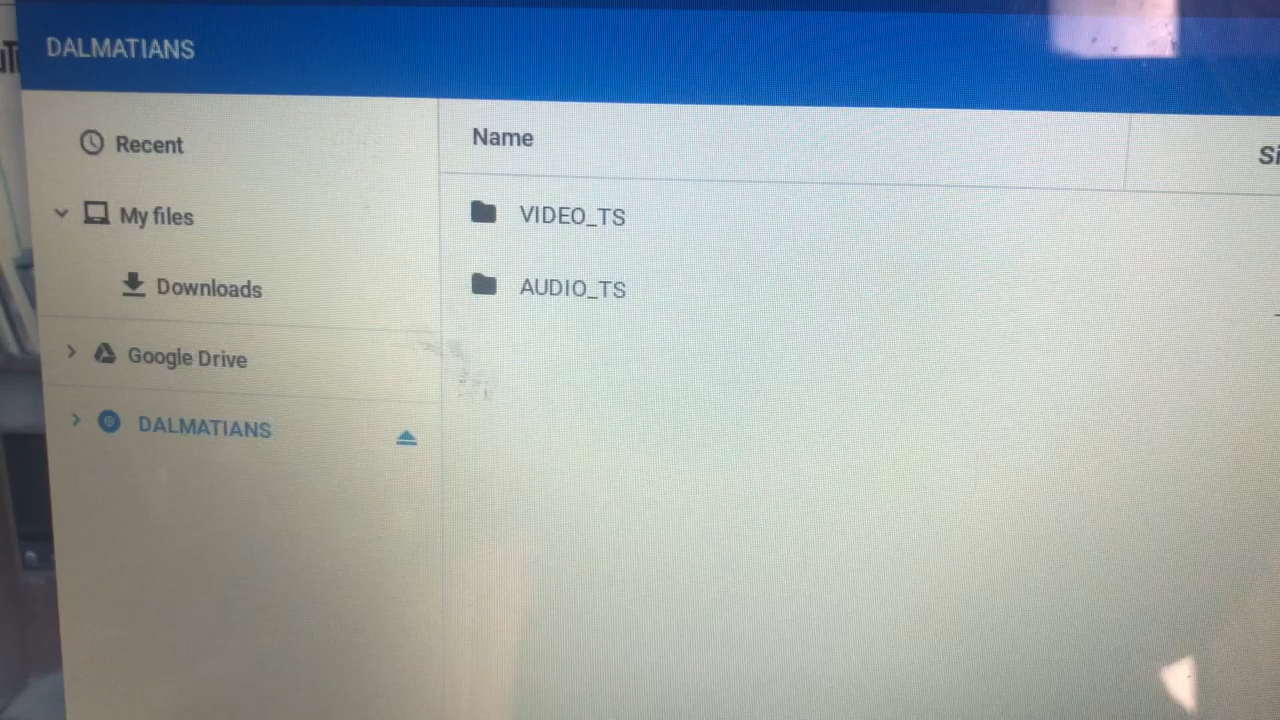 DALMATIANS
Recent
My files
Downloads
Google Drive
DALMATIANS
Name
VIDEO_TS
AUDIO_TS